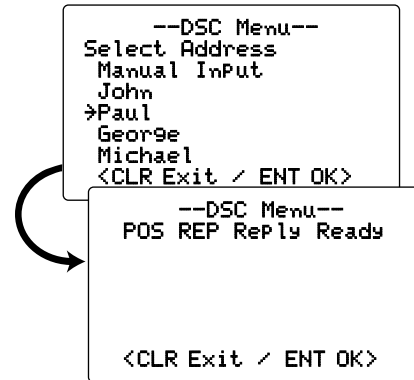 --DSC Menu--
Select Address
Manual InPut
John
→Paul
Geor9e
Michael
<CLR Exit / ENT OK>
--DSC Menu--
POS REP RePly Ready
<CLR Exit / ENT OK>